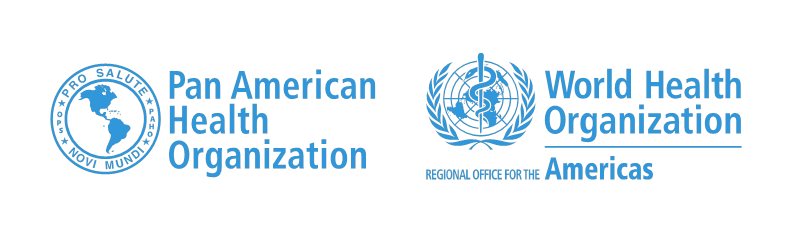 PRO SALUTE
OPS
PAHO
NOVI MUNDI
Pan American
Health
Organization
World Health
Organization
REGIONAL OFFICE FOR THE Americas